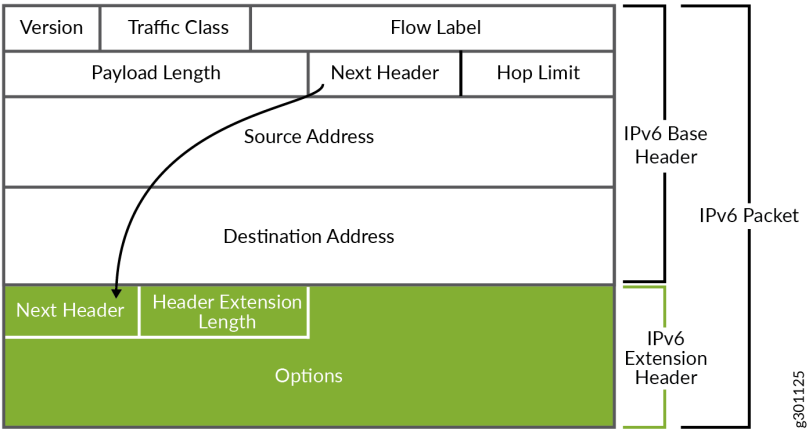 Version Traffic Class Flow Label
Payload Length Next Header Hop Limit
Source Address
Destination Address
Next Header
Header Extension
Length
Options
IPv6 Base
Header
IPv6 Packet
IPv6
Extension
Header
g301125